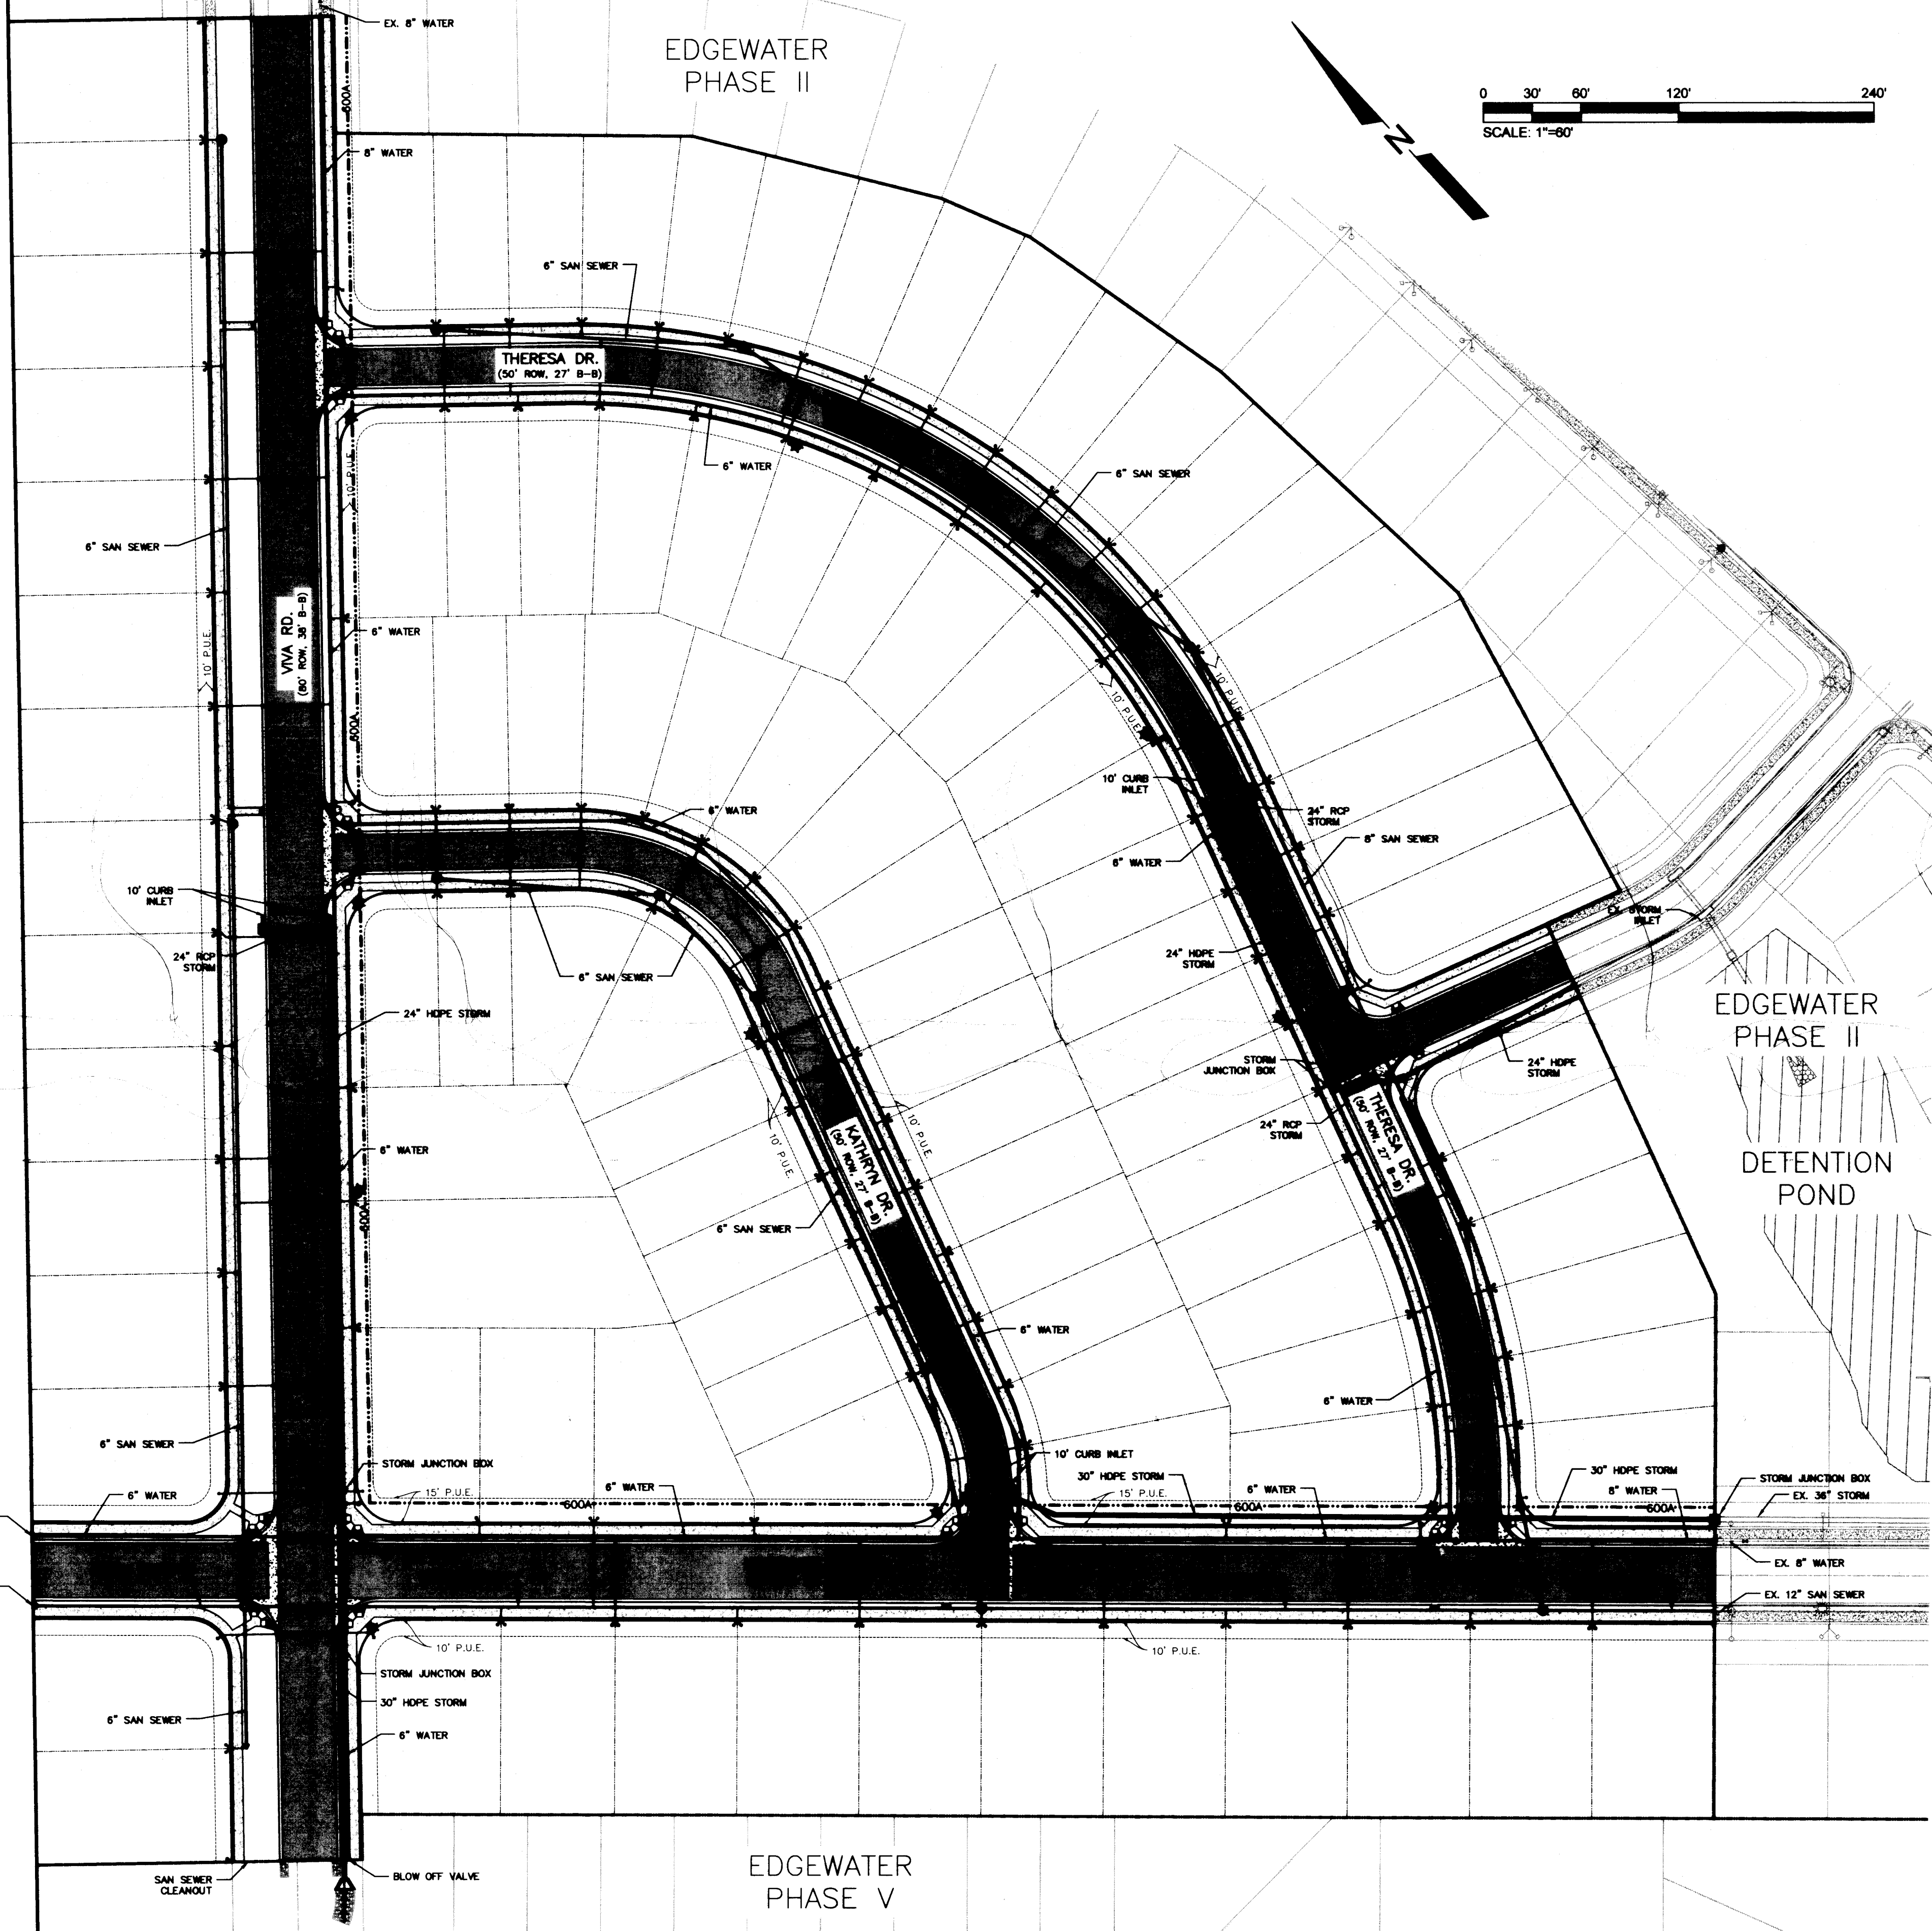 EX. 8" WATER
EDGEWATER
PHASE II
N
0 30' 60' 120' 240'
SCALE: 1"=60'
600A
8" WATER
6" SAN SEWER
THERESA DR.
(50' ROW, 27' B-B)
6" WATER
6" SAN SEWER
10' P.U.E.
6" SAN SEWER
VIVA RD.
(60' ROW, 38' B-B)
6" WATER
10' P.U.E.
600A
10' P.U.E.
10' P.U.E.
10' CURB
INLET
24" RCP
STORM
8" SAN SEWER
6" WATER
6" WATER
10' CURB
INLET
24" RCP
STORM
6" SAN SEWER
24" HDPE STORM
24" HDPE
STORM
EX. STORM
INLET
EDGEWATER
PHASE II
STORM
JUNCTION BOX
24" HDPE
STORM
24" RCP
STORM
THERESA DR.
(50' ROW, 27' B-B)
10' P.U.E.
10' P.U.E.
KATHRYN DR.
(50' ROW, 27' B-B)
6" WATER
600A
6" SAN SEWER
DETENTION
POND
6" WATER
6" WATER
6" SAN SEWER
STORM JUNCTION BOX
10' CURB INLET
30" HDPE STORM
6" WATER
15' P.U.E.
600A
6" WATER
15' P.U.E.
6" WATER
600A
30" HDPE STORM
8" WATER
600A
STORM JUNCTION BOX
EX. 36" STORM
EX. 8" WATER
EX. 12" SAN SEWER
10' P.U.E.
10' P.U.E.
STORM JUNCTION BOX
30" HDPE STORM
6" SAN SEWER
6" WATER
SAN SEWER
CLEANOUT
BLOW OFF VALVE
EDGEWATER
PHASE V